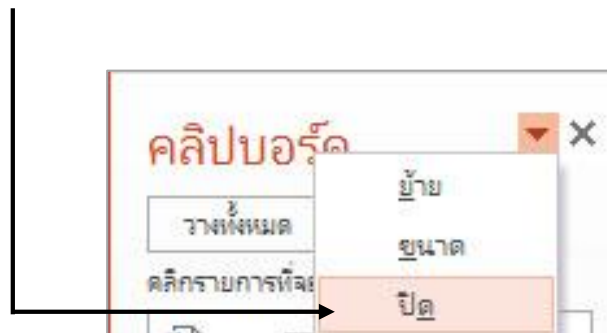 คลิปบอร์ด
ย้าย
วางทั้งหมด
ขนาด
คลิกรายการที่
ปิด